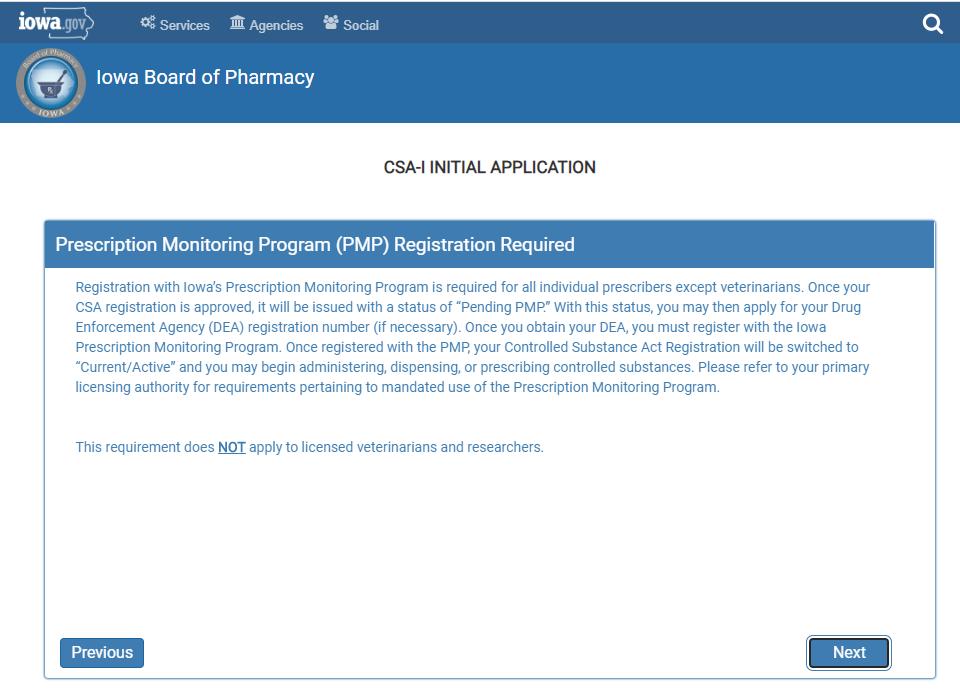 iowa.gov
Services
Agencies
Social
Board of Pharmacy
IOWA
Iowa Board of Pharmacy
CSA-I INITIAL APPLICATION
Prescription Monitoring Program (PMP) Registration Required
Registration with Iowa’s Prescription Monitoring Program is required for all individual prescribers except veterinarians. Once your
CSA registration is approved, it will be issued with a status of “Pending PMP.” With this status, you may then apply for your Drug
Enforcement Agency (DEA) registration number (if necessary). Once you obtain your DEA, you must register with the Iowa
Prescription Monitoring Program. Once registered with the PMP, your Controlled Substance Act Registration will be switched to
“Current/Active” and you may begin administering, dispensing, or prescribing controlled substances. Please refer to your primary
licensing authority for requirements pertaining to mandated use of the Prescription Monitoring Program.
This requirement does NOT apply to licensed veterinarians and researchers.
Previous
Next